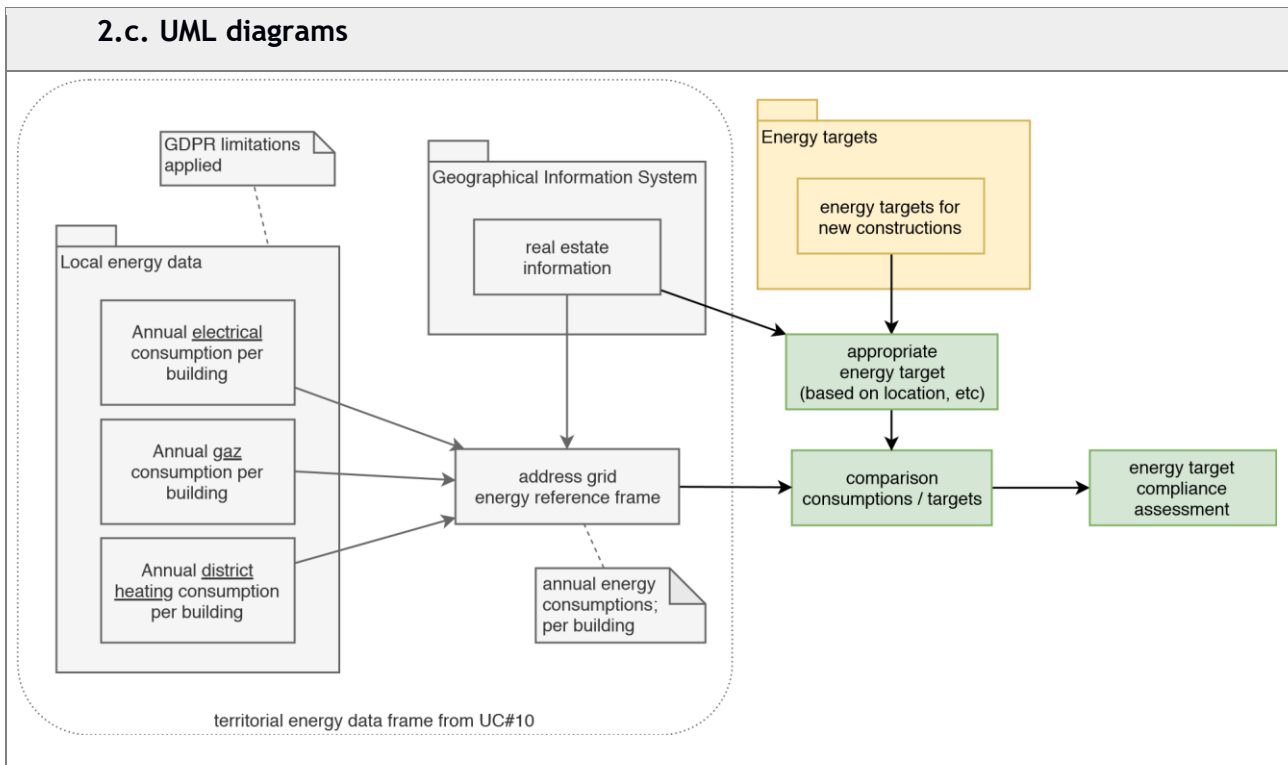 2.c. UML diagrams
GDPR limitations
applied
Local energy data
Annual electrical
consumption per
building
Annual gaz
consumption per
building
Annual district
heating consumption
per building
Geographical Information System
real estate
information
address grid
energy reference frame
annual energy
consumptions;
per building
territorial energy data frame from UC#10
Energy targets
energy targets for
new constructions
appropriate
energy target
(based on location, etc)
comparison
consumptions / targets
energy target
compliance
assessment